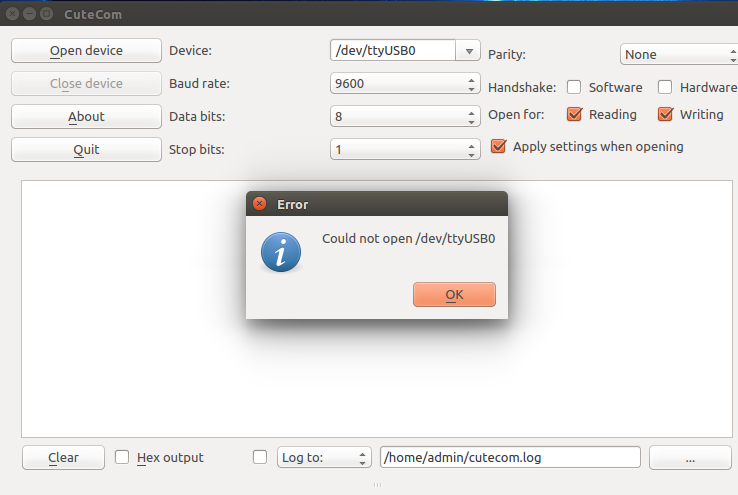 CuteCom
Open device
Device:
/dev/ttyUSB0
Parity:
None
Close device
Baud rate:
9600
Handshake:
Software
Hardware
About
Data bits:
8
Open for:
Reading
Writing
Quit
Stop bits:
1
Apply settings when opening
Error
Could not open /dev/ttyUSB0
OK
Clear
Hex output
Log to:
/home/admin/cutecom.log
...